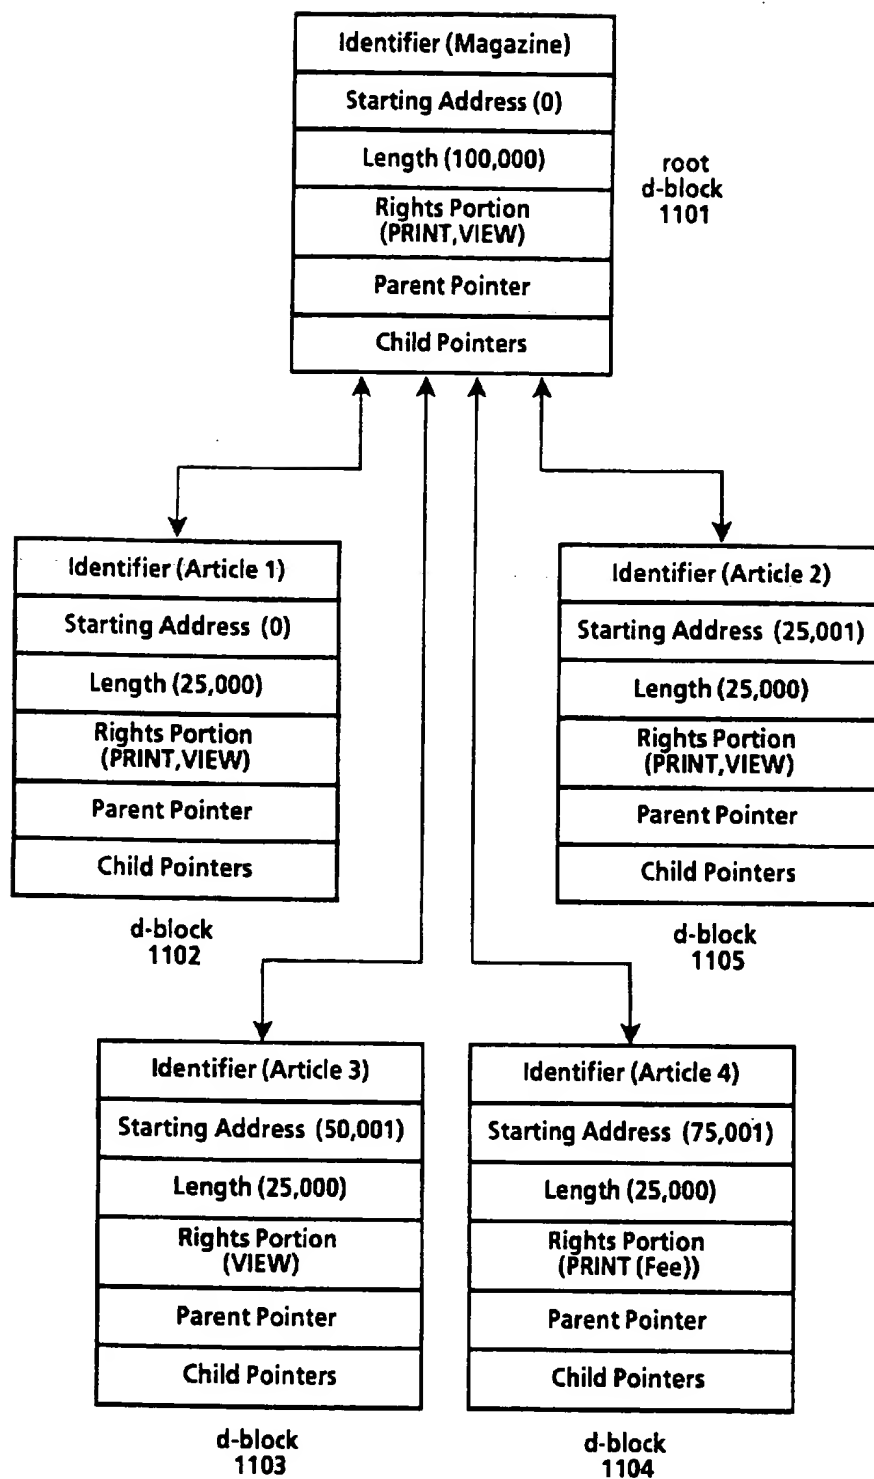 Identifier (Magazine)
Starting Address (0)
Length (100,000)
Rights Portion
(PRINT,VIEW)
Parent Pointer
Child Pointers
root
d-block
1101
Identifier (Article 1)
Starting Address (0)
Length (25,000)
Rights Portion
(PRINT,VIEW)
Parent Pointer
Child Pointers
d-block
1102
Identifier (Article 2)
Starting Address (25,001)
Length (25,000)
Rights Portion
(PRINT,VIEW)
Parent Pointer
Child Pointers
d-block
1105
Identifier (Article 3)
Starting Address (50,001)
Length (25,000)
Rights Portion
(VIEW)
Parent Pointer
Child Pointers
d-block
1103
Identifier (Article 4)
Starting Address (75,001)
Length (25,000)
Rights Portion
(PRINT (Fee))
Parent Pointer
Child Pointers
d-block
1104